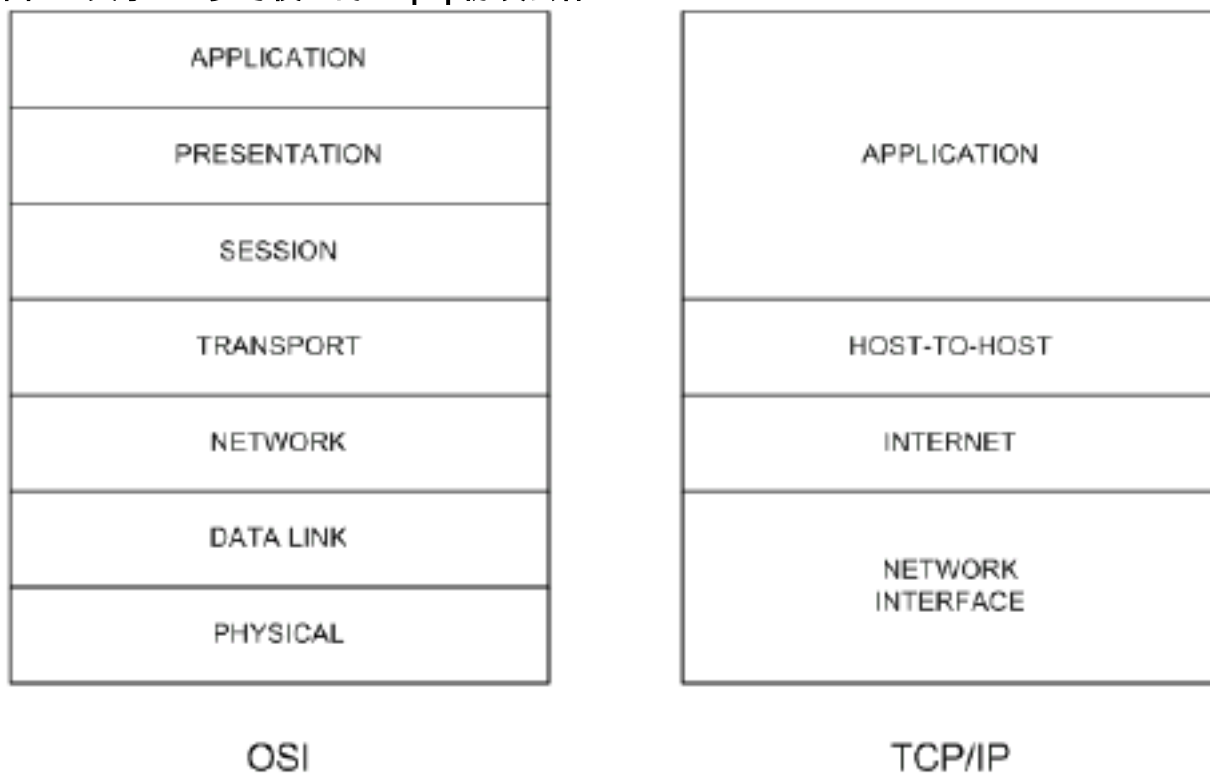 APPLICATION
PRESENTATION
SESSION
TRANSPORT
NETWORK
DATA LINK
PHYSICAL
OSI
APPLICATION
HOST-TO-HOST
INTERNET
NETWORK
INTERFACE
TCP/IP